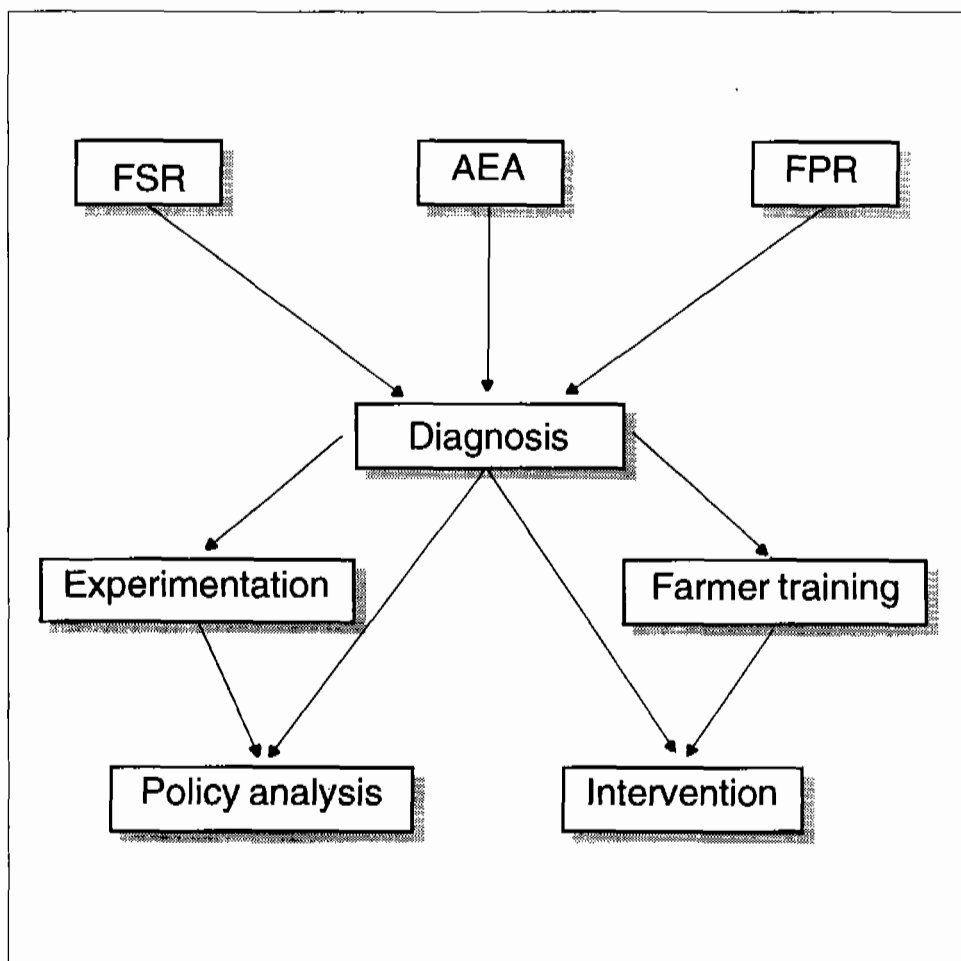 FSR
AEA
FPR
Diagnosis
Experimentation
Farmer training
Policy analysis
Intervention